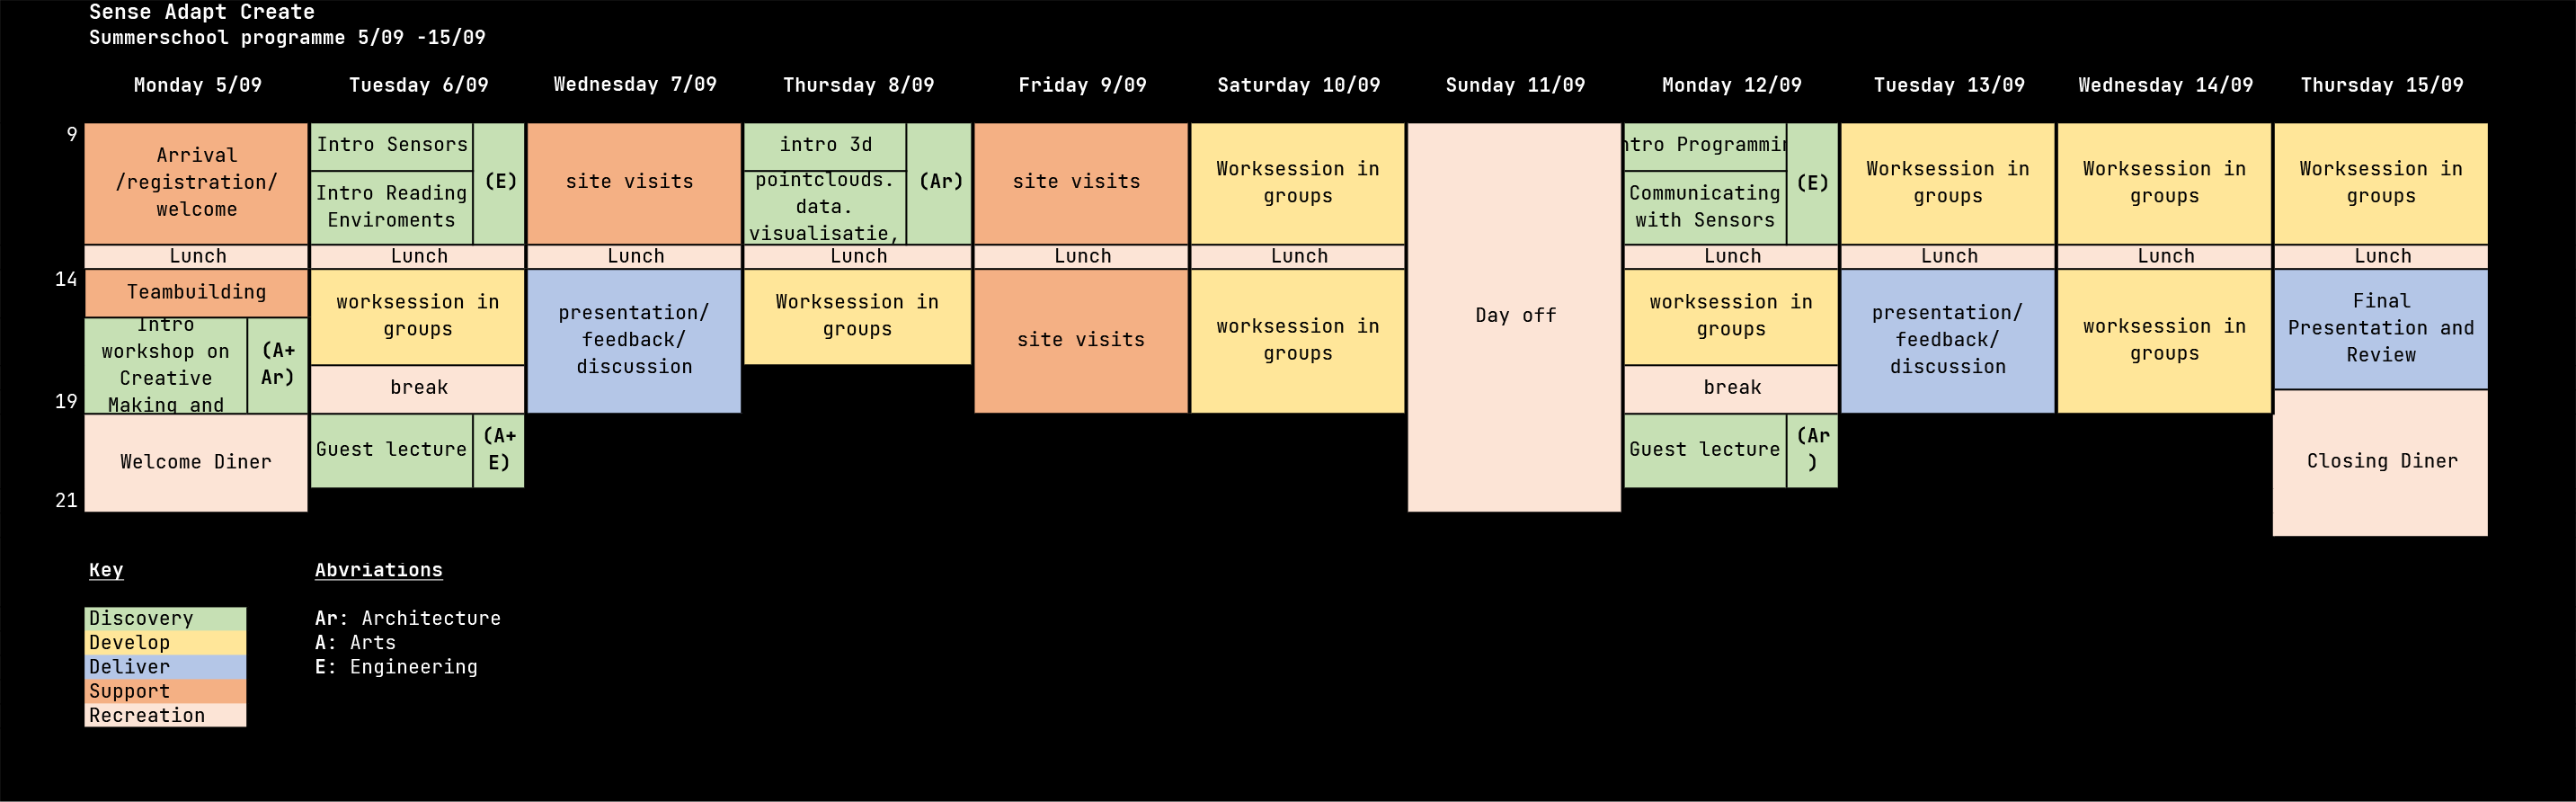 Sense Adapt Create
Summerschool programme 5/09 -15/09
Monday 5/09
Tuesday 6/09
Wednesday 7/09
Thursday 8/09
Friday 9/09
Saturday 10/09
Sunday 11/09
Monday 12/09
Tuesday 13/09
Wednesday 14/09
Thursday 15/09
9
14
19
21
Arrival
/registration/
welcome
Lunch
Teambuilding
Intro
workshop on
Creative
Making and
(A+
Ar)
Welcome Diner
Intro Sensors
Intro Reading
Enviroments
(E)
Lunch
worksession in
groups
break
Guest lecture
(A+
E)
site visits
Lunch
presentation/
feedback/
discussion
intro 3d
pointclouds.
data.
visualisatie,
(Ar)
Lunch
Worksession in
groups
site visits
Lunch
site visits
Worksession in
groups
Lunch
worksession in
groups
Day off
ntro Programmin
Communicating
with Sensors
(E)
Lunch
worksession in
groups
break
Guest lecture
(Ar
)
Worksession in
groups
Lunch
presentation/
feedback/
discussion
Worksession in
groups
Lunch
worksession in
groups
Worksession in
groups
Lunch
Final
Presentation and
Review
Closing Diner
Key
Discovery
Develop
Deliver
Support
Recreation
Abvriations
Ar: Architecture
A: Arts
E: Engineering